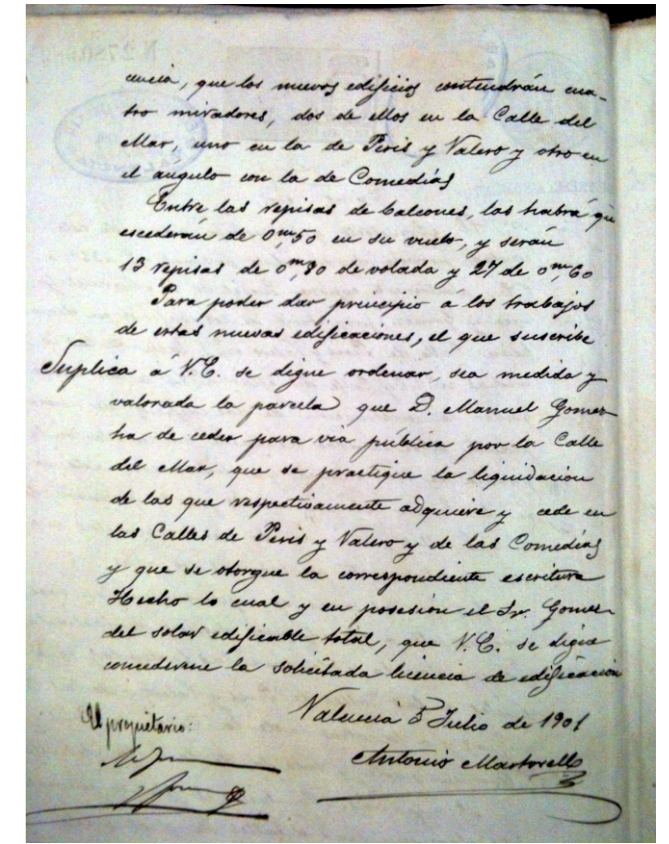 cucia, que los nuevos edificios contendrán cua-
tro miradores, dos de ellos en la Calle del
Mar, uno en la de Peris y Valero y otro en
el ángulo con la de Comedias
Entre las repisas de balcones, las habrá que
escederán de 0m,50 en su vuelo, y serán
13 repisas de 0m,80 de volada y 27 de 0m,60
Para poder dar principio á los trabajos
de estas nuevas edificaciones, el que suscribe
Suplica á V.E. se digne ordenar, sea medida y
valorada la parcela que D. Manuel Gomez
ha de ceder para via pública por la Calle
del Mar, que se practique la liquidacion
de las que respectivamente adquiere y cede en
las Calles de Peris y Valero y de las Comedias
y que se otorgue la correspondiente escritura
Hecho lo cual y en posesion el Sr. Gomez
del solar edificable total, que V.E. se digne
concederme la solicitada licencia de edificación
Valencia 5 Julio de 1901
El propietario:
Antonio Martorell